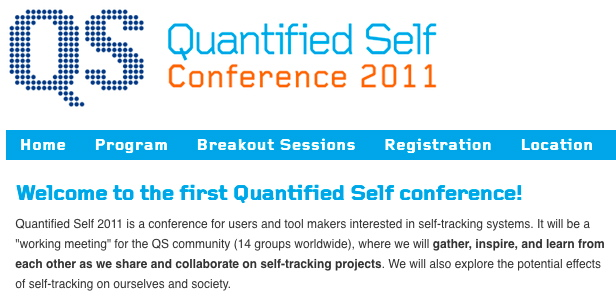 QS Quantified Self
Conference 2011
Home Program Breakout Sessions Registration Location
Welcome to the first Quantified Self conference!
Quantified Self 2011 is a conference for users and tool makers interested in self-tracking systems. It will be a
"working meeting" for the QS community (14 groups worldwide), where we will gather, inspire, and learn from
each other as we share and collaborate on self-tracking projects. We will also explore the potential effects
of self-tracking on ourselves and society.